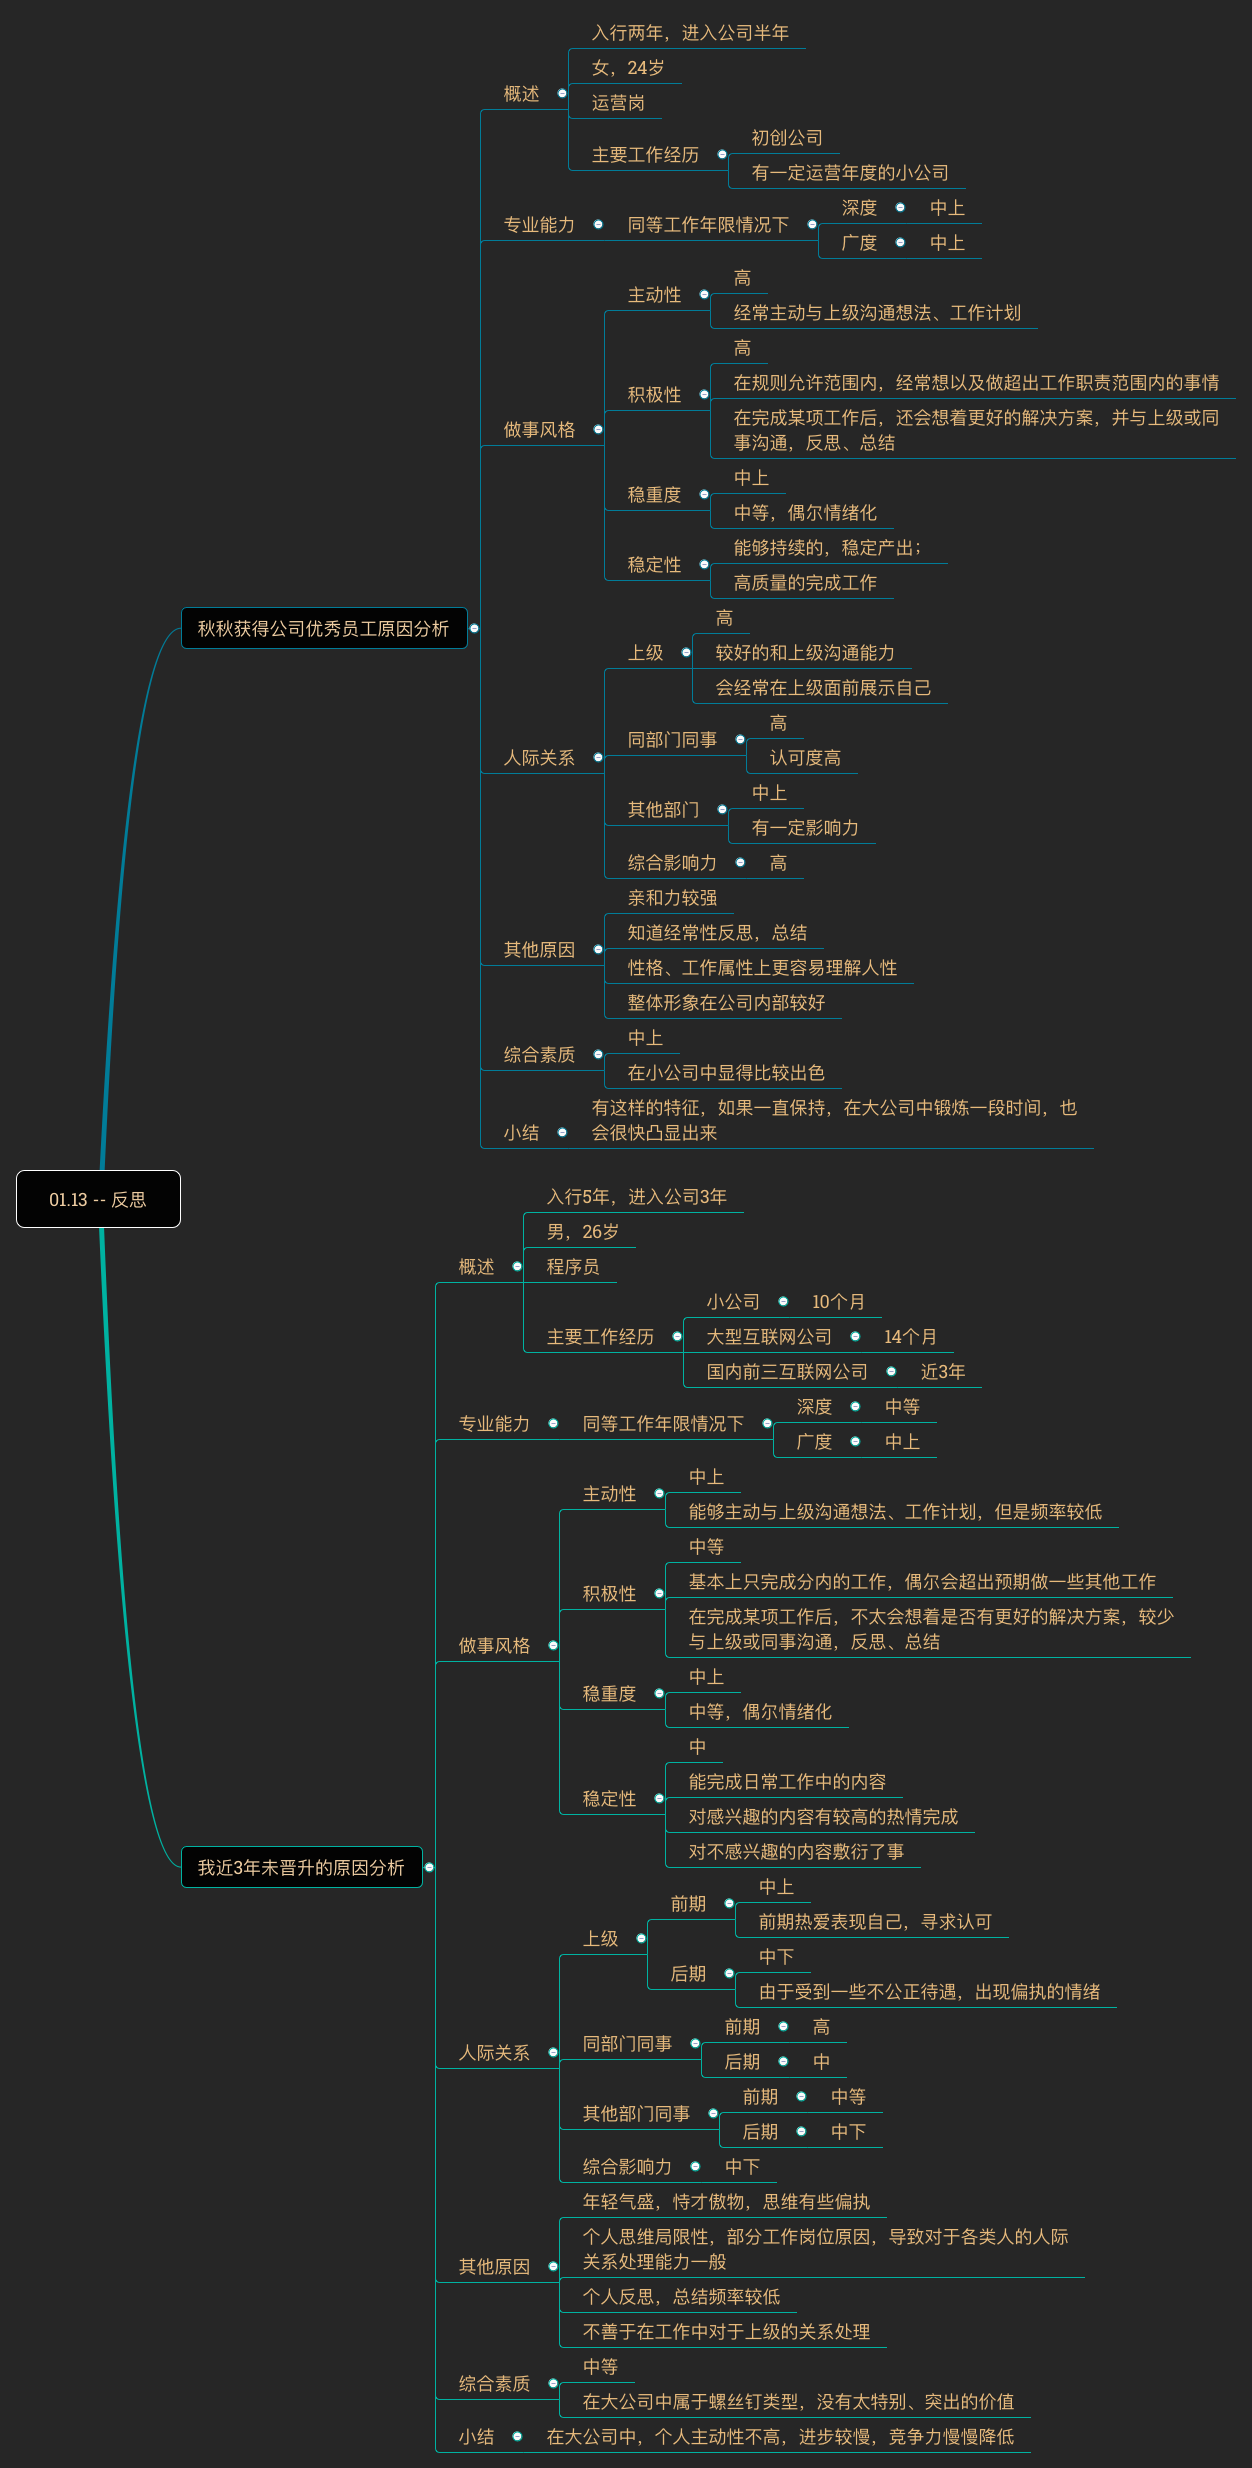 01.13 -- 反思
秋秋获得公司优秀员工原因分析
概述
入行两年，进入公司半年
女，24岁
运营岗
主要工作经历
初创公司
有一定运营年度的小公司
专业能力
同等工作年限情况下
深度
中上
广度
中上
做事风格
主动性
高
经常主动与上级沟通想法、工作计划
积极性
高
在规则允许范围内，经常想以及做超出工作职责范围内的事情
在完成某项工作后，还会想着更好的解决方案，并与上级或同
事沟通，反思、总结
稳重度
中上
中等，偶尔情绪化
稳定性
能够持续的，稳定产出；
高质量的完成工作
人际关系
上级
高
较好的和上级沟通能力
会经常在上级面前展示自己
同部门同事
高
认可度高
其他部门
中上
有一定影响力
综合影响力
高
其他原因
亲和力较强
知道经常性反思，总结
性格、工作属性上更容易理解人性
整体形象在公司内部较好
综合素质
中上
在小公司中显得比较出色
小结
有这样的特征，如果一直保持，在大公司中锻炼一段时间，也
会很快凸显出来
我近3年未晋升的原因分析
概述
入行5年，进入公司3年
男，26岁
程序员
主要工作经历
小公司
10个月
大型互联网公司
14个月
国内前三互联网公司
近3年
专业能力
同等工作年限情况下
深度
中等
广度
中上
做事风格
主动性
中上
能够主动与上级沟通想法、工作计划，但是频率较低
积极性
中等
基本上只完成分内的工作，偶尔会超出预期做一些其他工作
在完成某项工作后，不太会想着是否有更好的解决方案，较少
与上级或同事沟通，反思、总结
稳重度
中上
中等，偶尔情绪化
稳定性
中
能完成日常工作中的内容
对感兴趣的内容有较高的热情完成
对不感兴趣的内容敷衍了事
人际关系
上级
前期
中上
前期热爱表现自己，寻求认可
后期
中下
由于受到一些不公正待遇，出现偏执的情绪
同部门同事
前期
高
后期
中
其他部门同事
前期
中等
后期
中下
综合影响力
中下
其他原因
年轻气盛，恃才傲物，思维有些偏执
个人思维局限性，部分工作岗位原因，导致对于各类人的人际
关系处理能力一般
个人反思，总结频率较低
不善于在工作中对于上级的关系处理
综合素质
中等
在大公司中属于螺丝钉类型，没有太特别、突出的价值
小结
在大公司中，个人主动性不高，进步较慢，竞争力慢慢降低